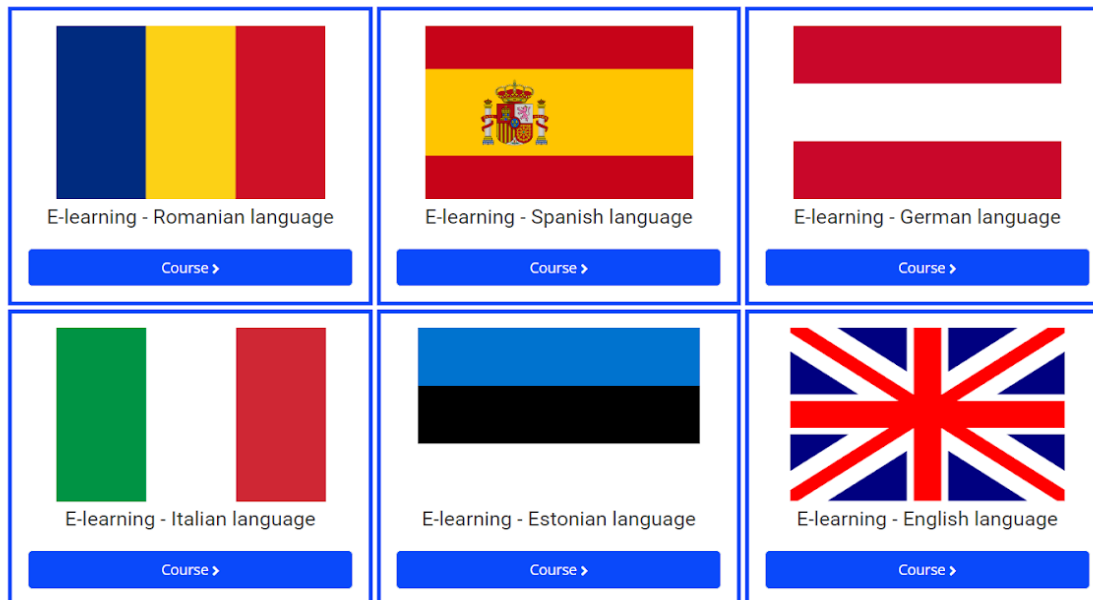 E-learning - Romanian language
E-learning - Spanish language
E-learning - German language
Course
Course
Course
E-learning - Italian language
E-learning - Estonian language
E-learning - English language
Course
Course
Course